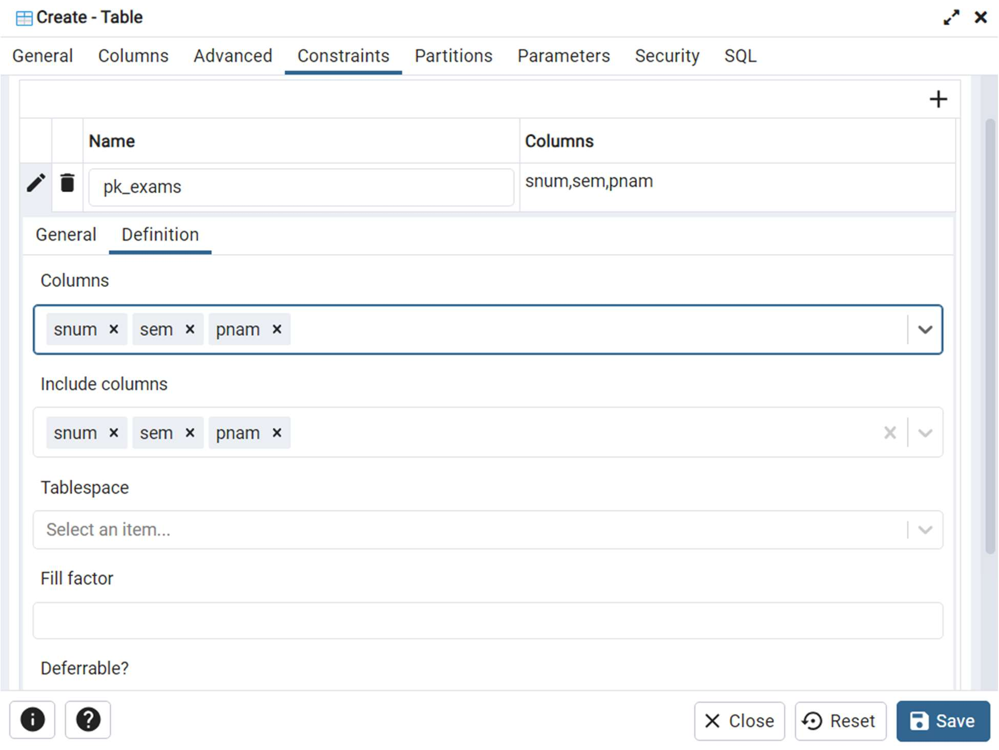 Create - Table
General Columns Advanced Constraints Partitions Parameters Security SQL
Name Columns
pk_exams snum,sem,pnam
General Definition
Columns
snum sem pnam
Include columns
snum sem pnam
Tablespace
Select an item...
Fill factor
Deferrable?
Close Reset Save